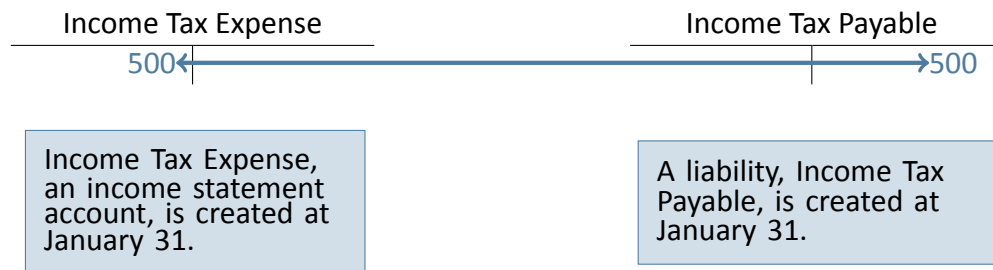 Income Tax Expense
Income Tax Payable
500
500
Income Tax Expense,
an income statement
account, is created at
January 31.
A liability, Income Tax
Payable, is created at
January 31.